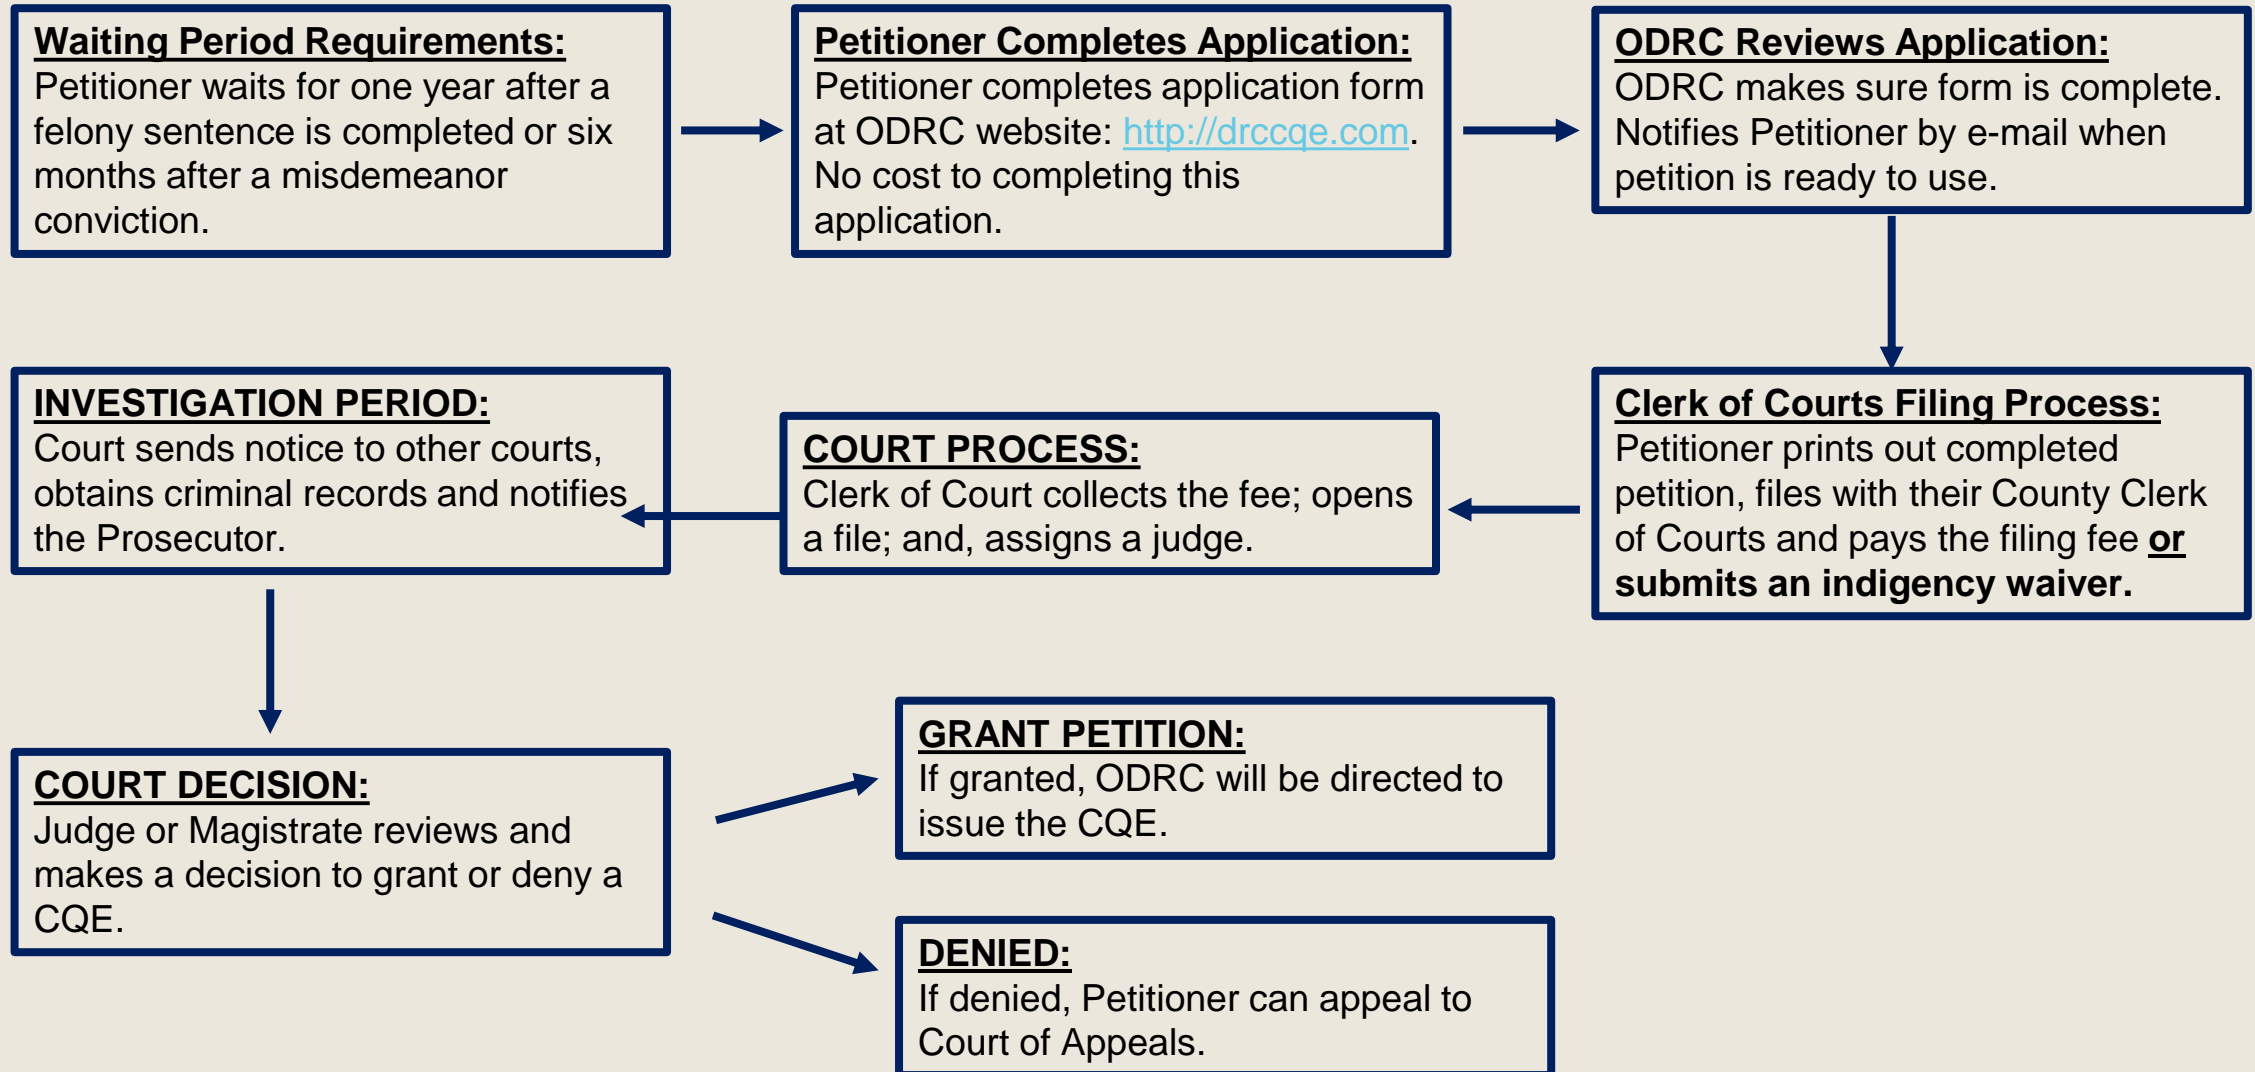 Waiting Period Requirements:
Petitioner waits for one year after a
felony sentence is completed or six
months after a misdemeanor
conviction.
Petitioner Completes Application:
Petitioner completes application form
at ODRC website: http://drccqe.com.
No cost to completing this
application.
ODRC Reviews Application:
ODRC makes sure form is complete.
Notifies Petitioner by e-mail when
petition is ready to use.
Clerk of Courts Filing Process:
Petitioner prints out completed
petition, files with their County Clerk
of Courts and pays the filing fee or
submits an indigency waiver.
COURT PROCESS:
Clerk of Court collects the fee; opens
a file; and, assigns a judge.
INVESTIGATION PERIOD:
Court sends notice to other courts,
obtains criminal records and notifies
the Prosecutor.
COURT DECISION:
Judge or Magistrate reviews and
makes a decision to grant or deny a
CQE.
GRANT PETITION:
If granted, ODRC will be directed to
issue the CQE.
DENIED:
If denied, Petitioner can appeal to
Court of Appeals.